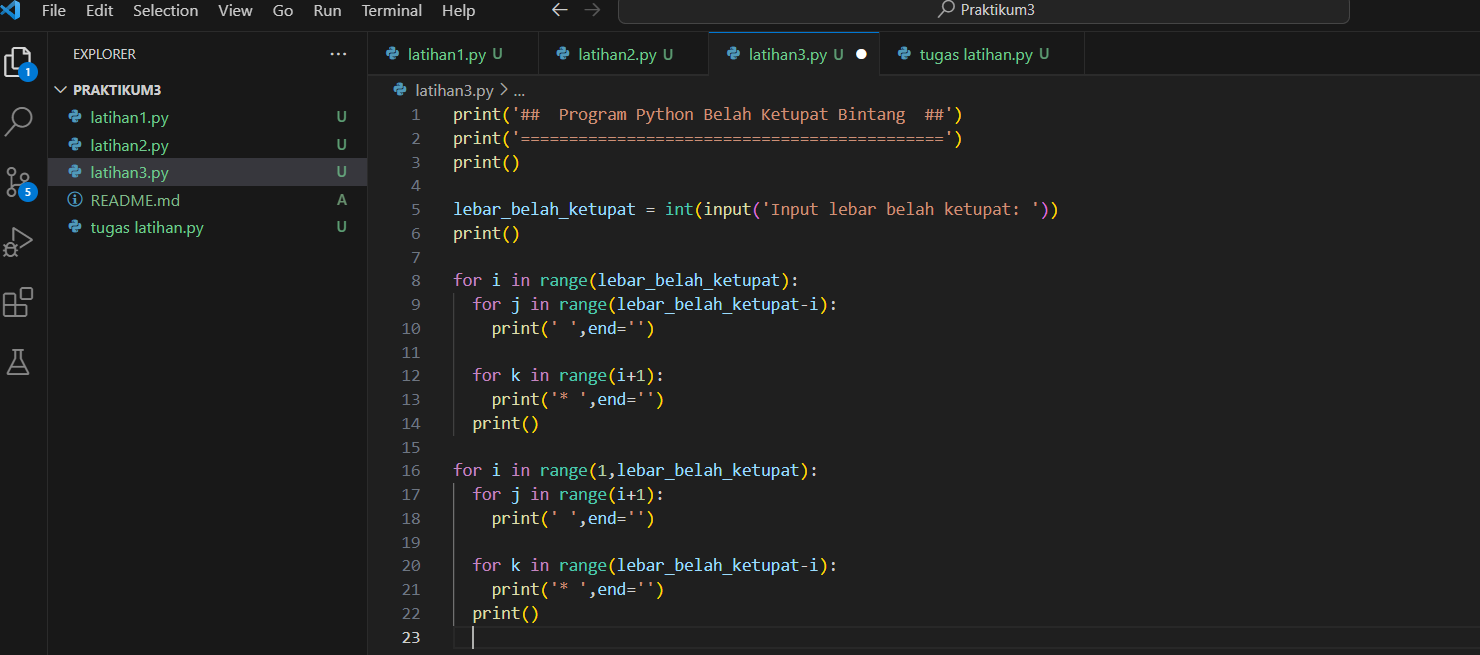 File Edit Selection View Go Run Terminal Help Praktikum3
EXPLORER
1
PRAKTIKUM3
latihan1.py U
latihan2.py U
latihan3.py U
README.md A
tugas latihan.py U
5
latihan1.py U latihan2.py U latihan3.py U tugas latihan.py U
latihan3.py > ...
1 print('##  Program Python Belah Ketupat Bintang  ##')
2 print('============================================')
3 print()
4
5 lebar_belah_ketupat = int(input('Input lebar belah ketupat: '))
6 print()
7
8 for i in range(lebar_belah_ketupat):
9   for j in range(lebar_belah_ketupat-i):
10     print(' ',end='')
11
12   for k in range(i+1):
13     print('* ',end='')
14   print()
15
16 for i in range(1,lebar_belah_ketupat):
17   for j in range(i+1):
18     print(' ',end='')
19
20   for k in range(lebar_belah_ketupat-i):
21     print('* ',end='')
22   print()
23